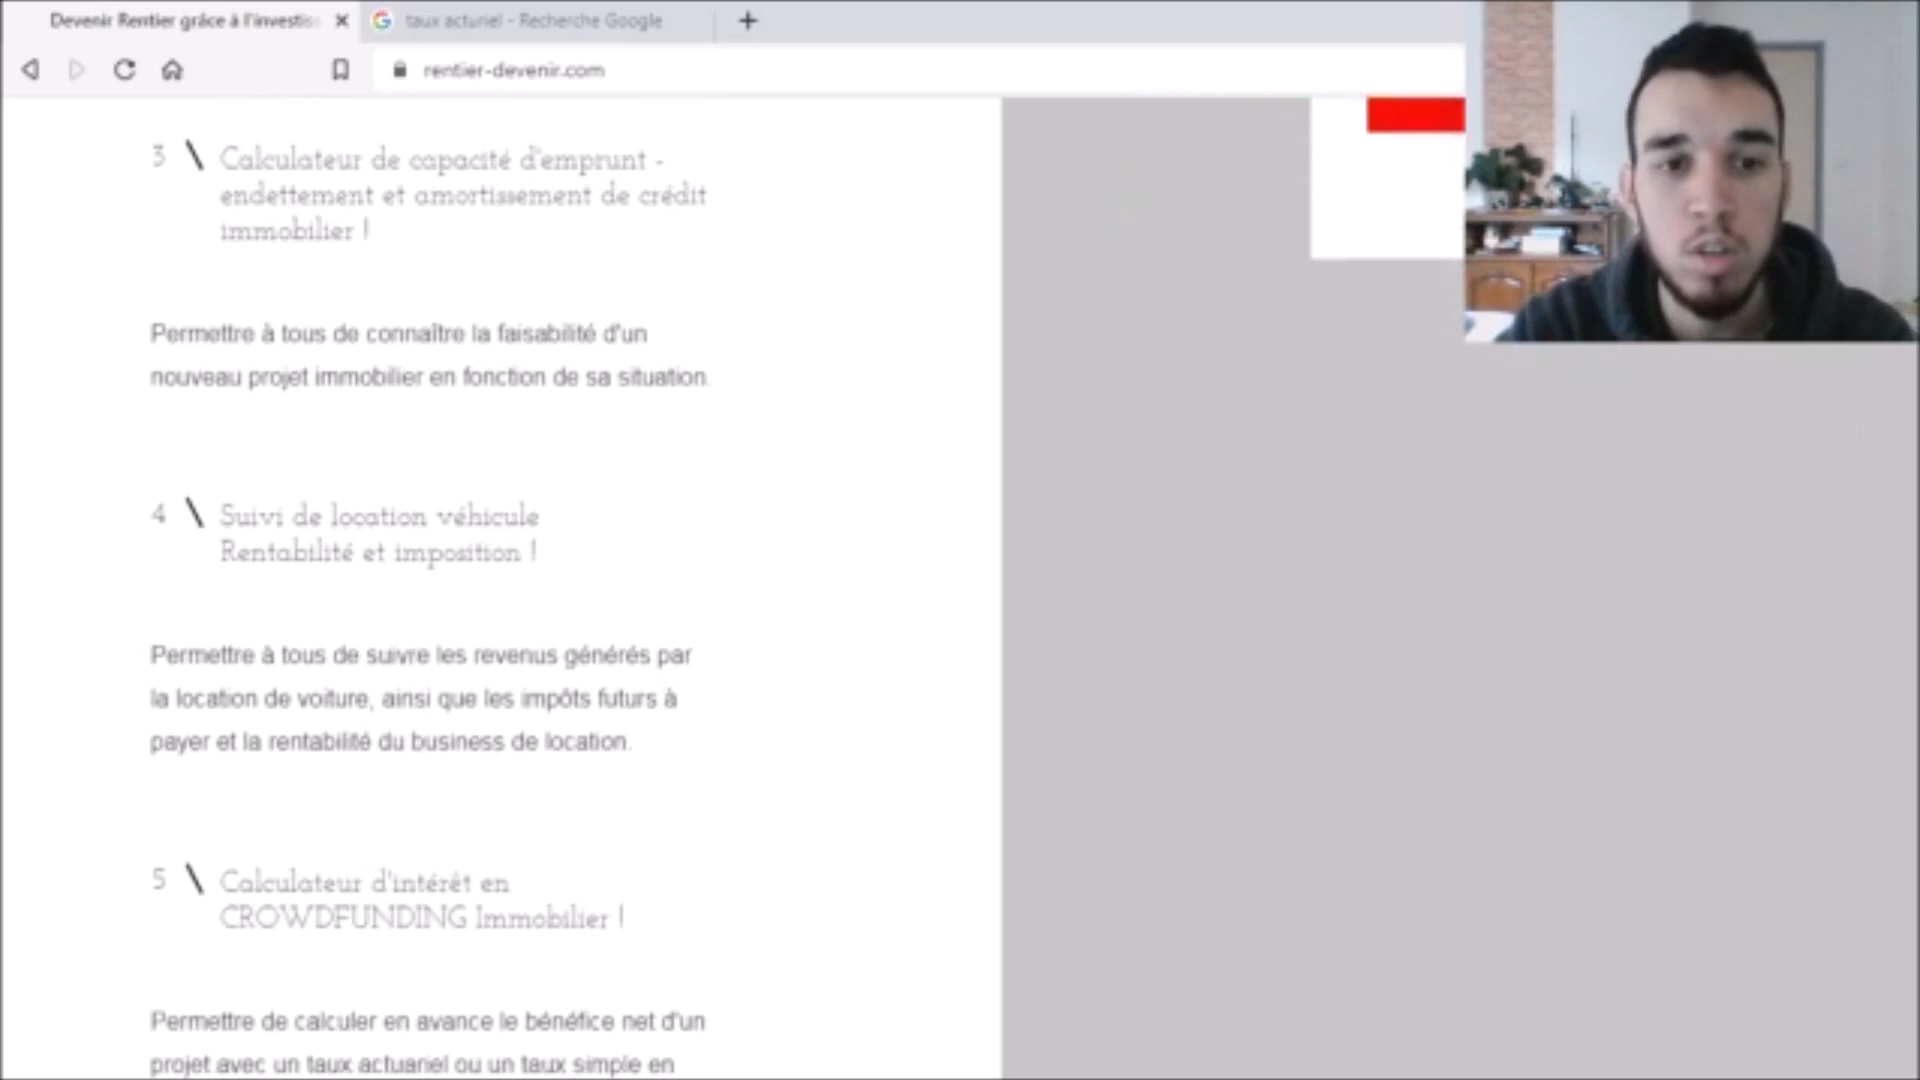 Devenir Rentier grâce à l'investis
taux acturiel - Recherche Google
rentier-devenir.com
3 \ Calculateur de capacité d'emprunt -
endettement et amortissement de crédit
immobilier !
Permettre à tous de connaître la faisabilité d'un
nouveau projet immobilier en fonction de sa situation.
4 \ Suivi de location véhicule
Rentabilité et imposition !
Permettre à tous de suivre les revenus générés par
la location de voiture, ainsi que les impôts futurs à
payer et la rentabilité du business de location.
5 \ Calculateur d'intérêt en
CROWDFUNDING Immobilier !
Permettre de calculer en avance le bénéfice net d'un
projet avec un taux actuariel ou un taux simple en